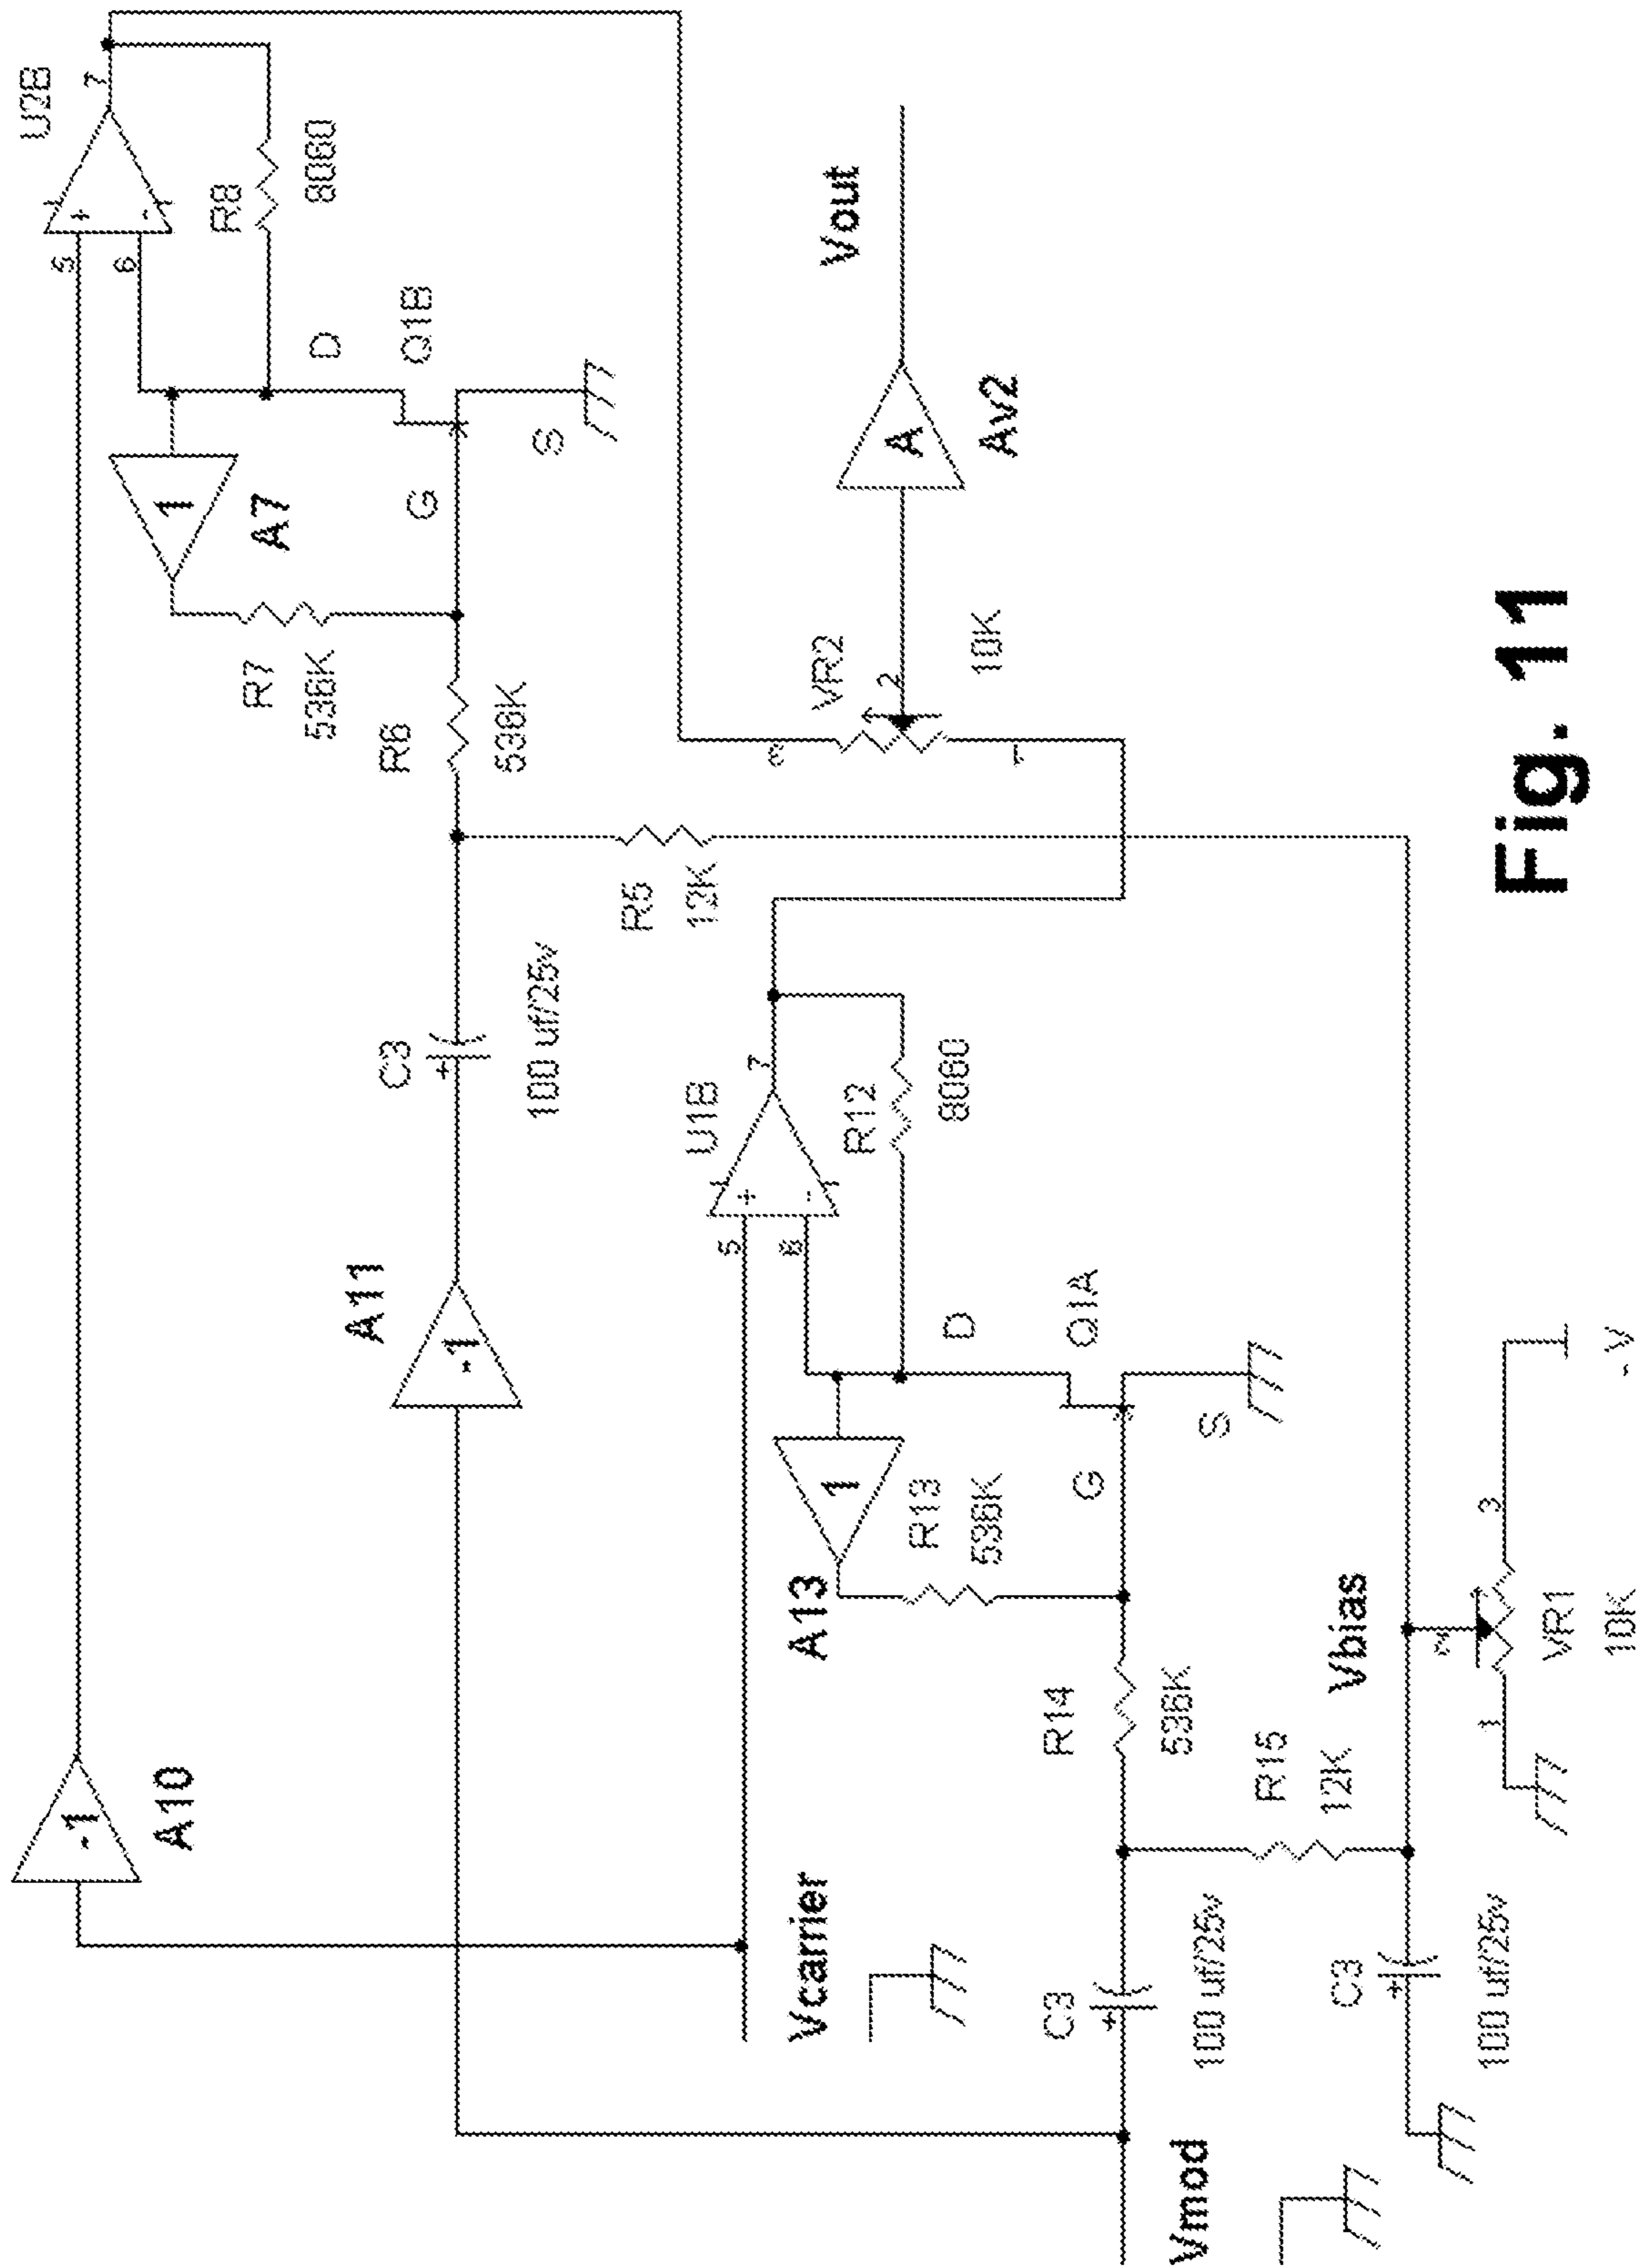 U2B
7
5
+
6
-
-1
A10
1
A7
R8
8060
R7
536K
D
Q1B
G
S
A11
-1
C3
+
100 uf/25v
R6
536K
R5
12K
U1B
7
5
+
6
-
R12
8060
VR2
3
2
1
10K
Vout
A
Av2
Vcarrier
A13
1
R13
536K
D
Q1A
G
S
C3
+
100 uf/25v
R14
536K
Vmod
R15
12K
Vbias
C3
+
100 uf/25v
2
1
3
VR1
10K
-V
Fig. 11